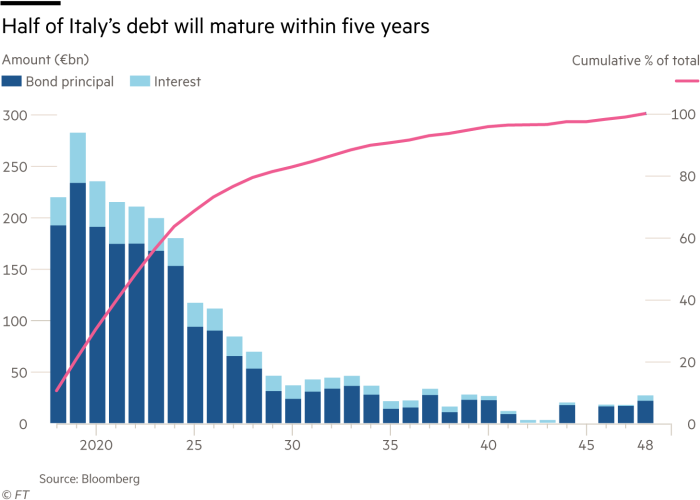 Half of Italy's debt will mature within five years
Amount (€bn)
Cumulative % of total
Bond principal
Interest
300
250
200
150
100
50
0
100
80
60
40
20
0
2020
25
30
35
40
45
48
Source: Bloomberg
© FT